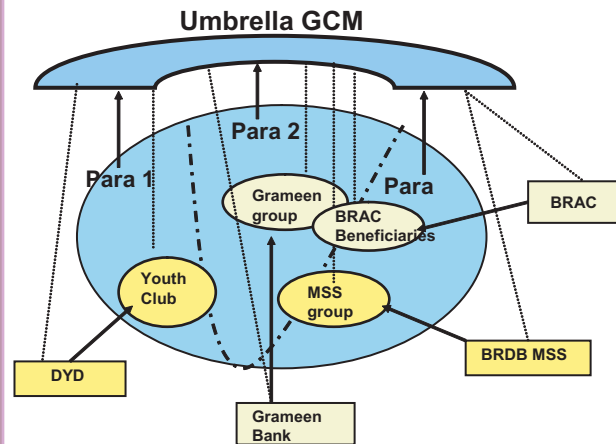 Umbrella GCM
Para 2
Para 1
Para
Grameen
group
BRAC
Beneficiaries
BRAC
Youth
Club
MSS
group
BRDB MSS
DYD
Grameen
Bank